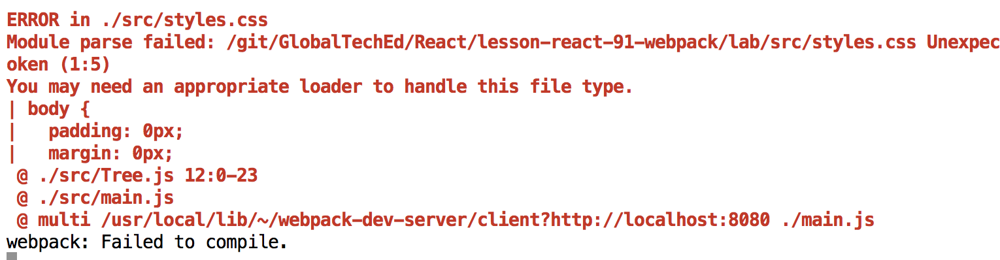 ERROR in ./src/styles.css
Module parse failed: /git/GlobalTechEd/React/lesson-react-91-webpack/lab/src/styles.css Unexpec
oken (1:5)
You may need an appropriate loader to handle this file type.
| body {
|   padding: 0px;
|   margin: 0px;
 @ ./src/Tree.js 12:0-23
 @ ./src/main.js
 @ multi /usr/local/lib/~/webpack-dev-server/client?http://localhost:8080 ./main.js
webpack: Failed to compile.